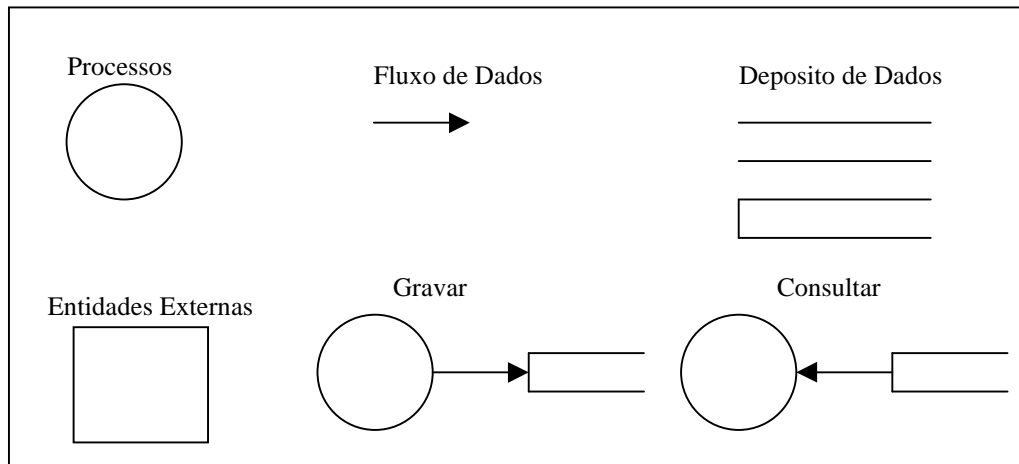 Processos
Fluxo de Dados
Deposito de Dados
Entidades Externas
Gravar
Consultar